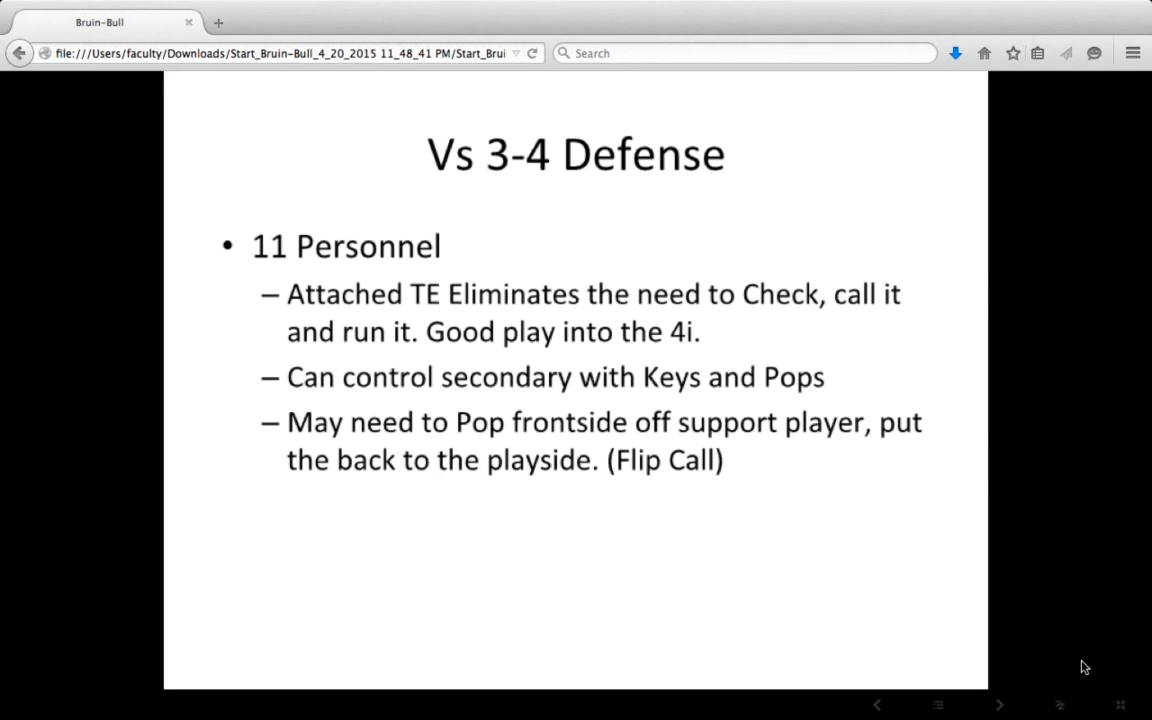 Bruin-Bull
file:///Users/faculty/Downloads/Start_Bruin-Bull_4_20_2015 11_48_41 PM/Start_Brui
Search
Vs 3-4 Defense
• 11 Personnel
– Attached TE Eliminates the need to Check, call it
and run it. Good play into the 4i.
– Can control secondary with Keys and Pops
– May need to Pop frontside off support player, put
the back to the playside. (Flip Call)